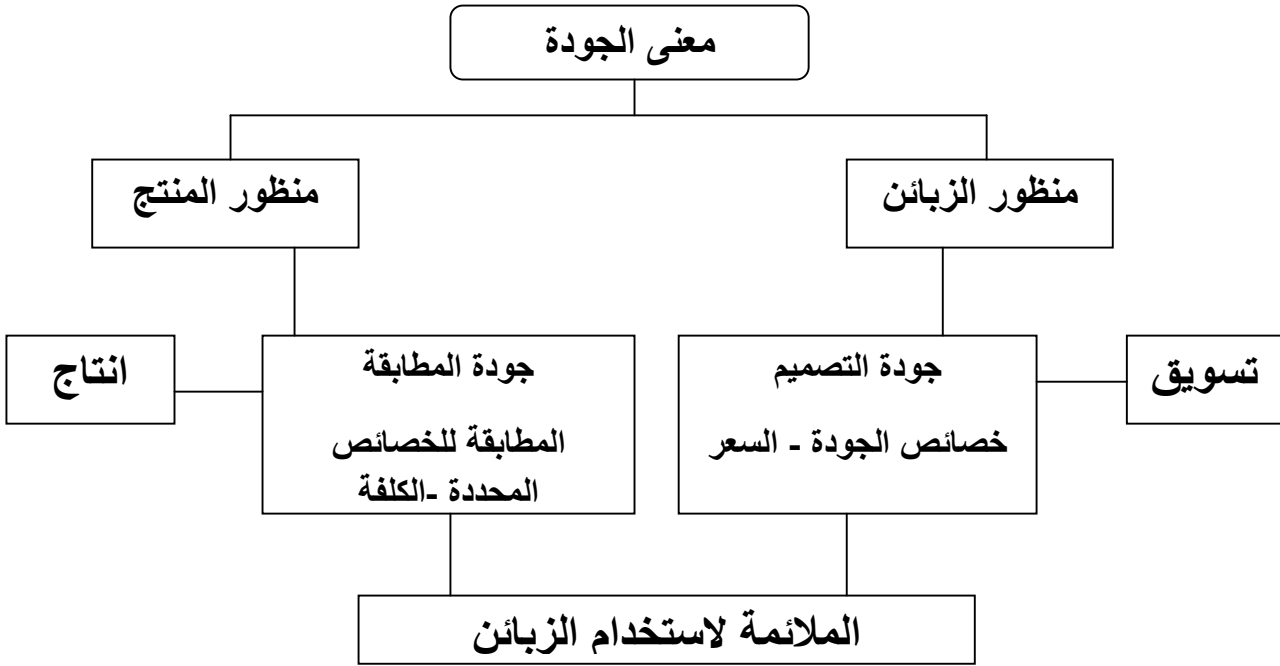 معنى الجودة
منظور الزبائن
منظور المنتج
تسويق
جودة التصميم
خصائص الجودة - السعر
جودة المطابقة
المطابقة للخصائص
المحددة -الكلفة
انتاج
الملائمة لاستخدام الزبائن